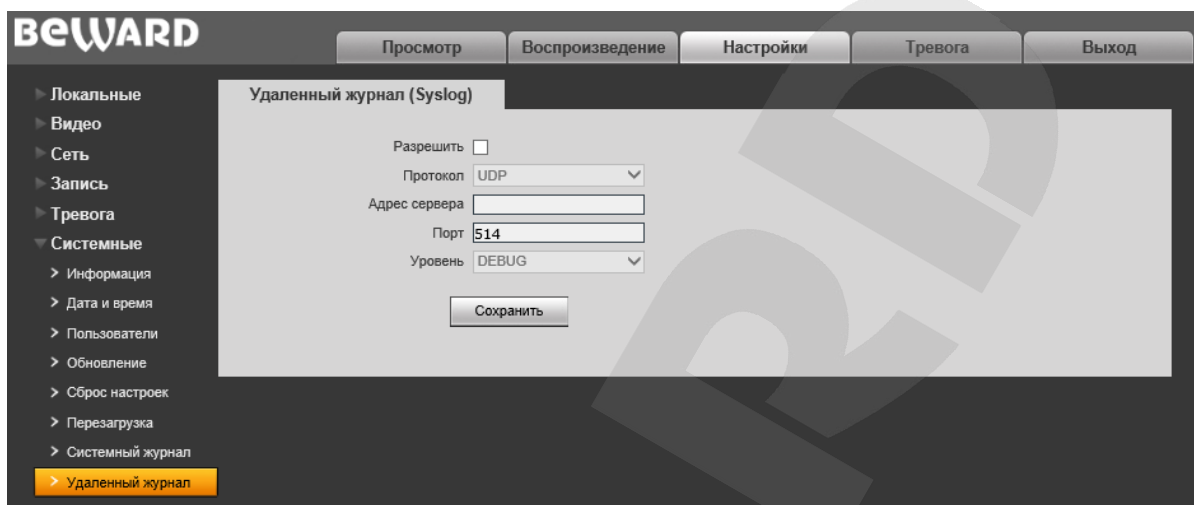 BEWARD
Просмотр
Воспроизведение
Настройки
Тревога
Выход
Локальные
Видео
Сеть
Запись
Тревога
Системные
Информация
Дата и время
Пользователи
Обновление
Сброс настроек
Перезагрузка
Системный журнал
Удаленный журнал
Удаленный журнал (Syslog)
Разрешить
Протокол UDP
Адрес сервера
Порт 514
Уровень DEBUG
Сохранить